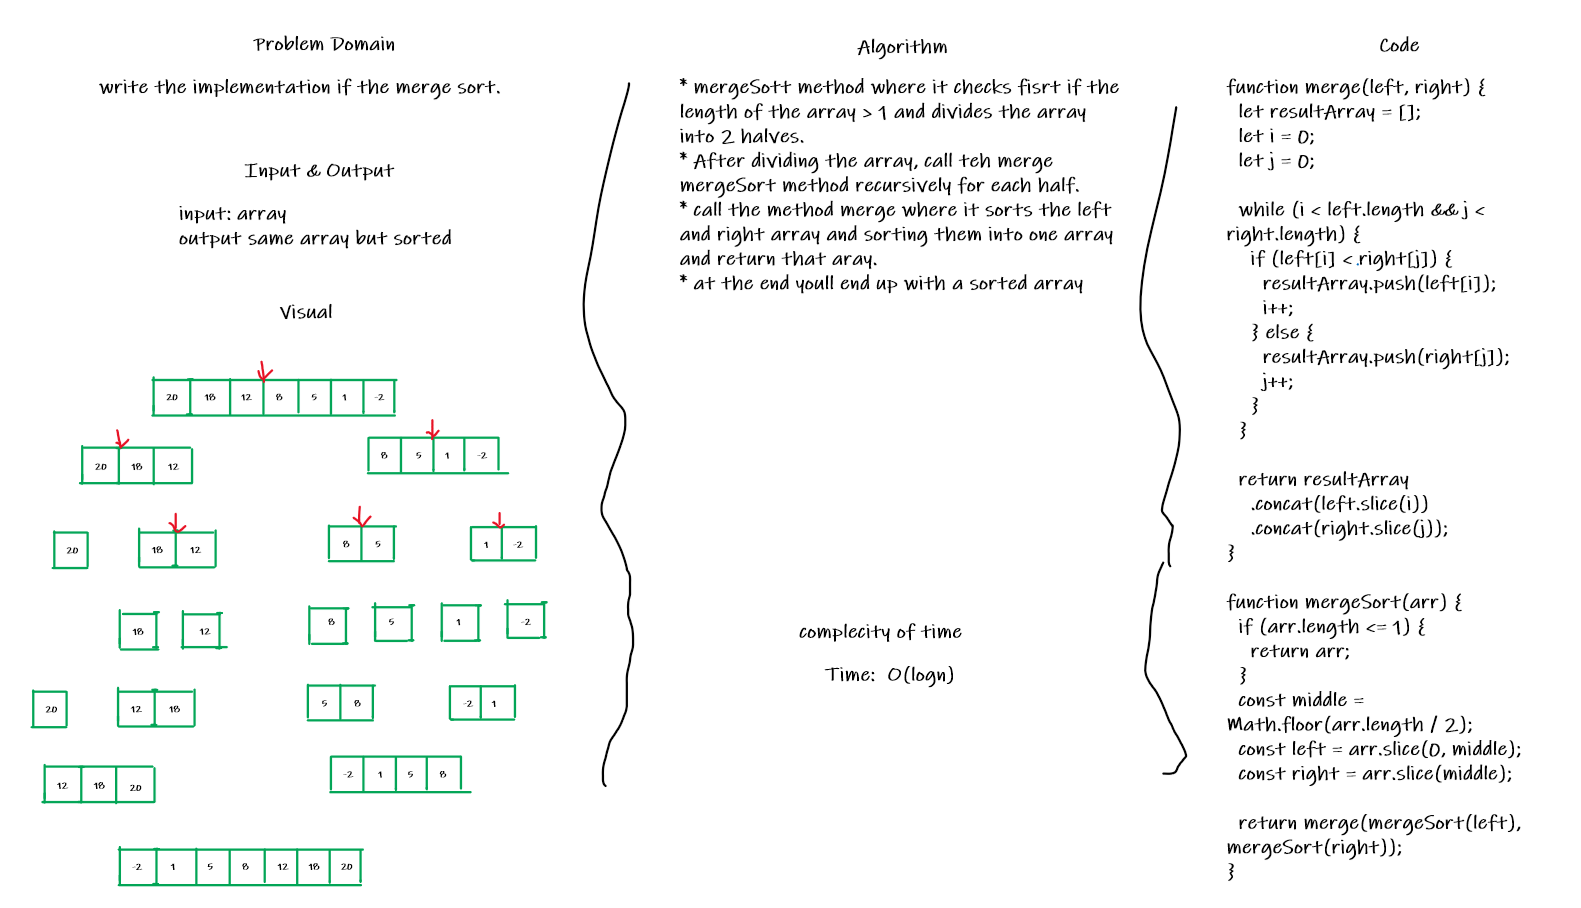 Problem Domain
write the implementation if the merge sort.
Input & Output
input: array
output same array but sorted
Visual
20 18 12 8 5 1 -2
20 18 12 8 5 1 -2
20 18 12 8 5 1 -2
18 12 8 5 1 -2
20 12 18 5 8 -2 1
12 18 20 -2 1 5 8
-2 1 5 8 12 18 20
Algorithm
* mergeSott method where it checks fisrt if the
length of the array > 1 and divides the array
into 2 halves.
* After dividing the array, call teh merge
mergeSort method recursively for each half.
* call the method merge where it sorts the left
and right array and sorting them into one array
and return that aray.
* at the end youll end up with a sorted array
complecity of time
Time: O(logn)
Code
function merge(left, right) {
let resultArray = [];
let i = 0;
let j = 0;
while (i < left.length && j <
right.length) {
if (left[i] < right[j]) {
resultArray.push(left[i]);
i++;
} else {
resultArray.push(right[j]);
j++;
}
}
return resultArray
.concat(left.slice(i))
.concat(right.slice(j));
}
function mergeSort(arr) {
if (arr.length <= 1) {
return arr;
}
const middle =
Math.floor(arr.length / 2);
const left = arr.slice(0, middle);
const right = arr.slice(middle);
return merge(mergeSort(left),
mergeSort(right));
}